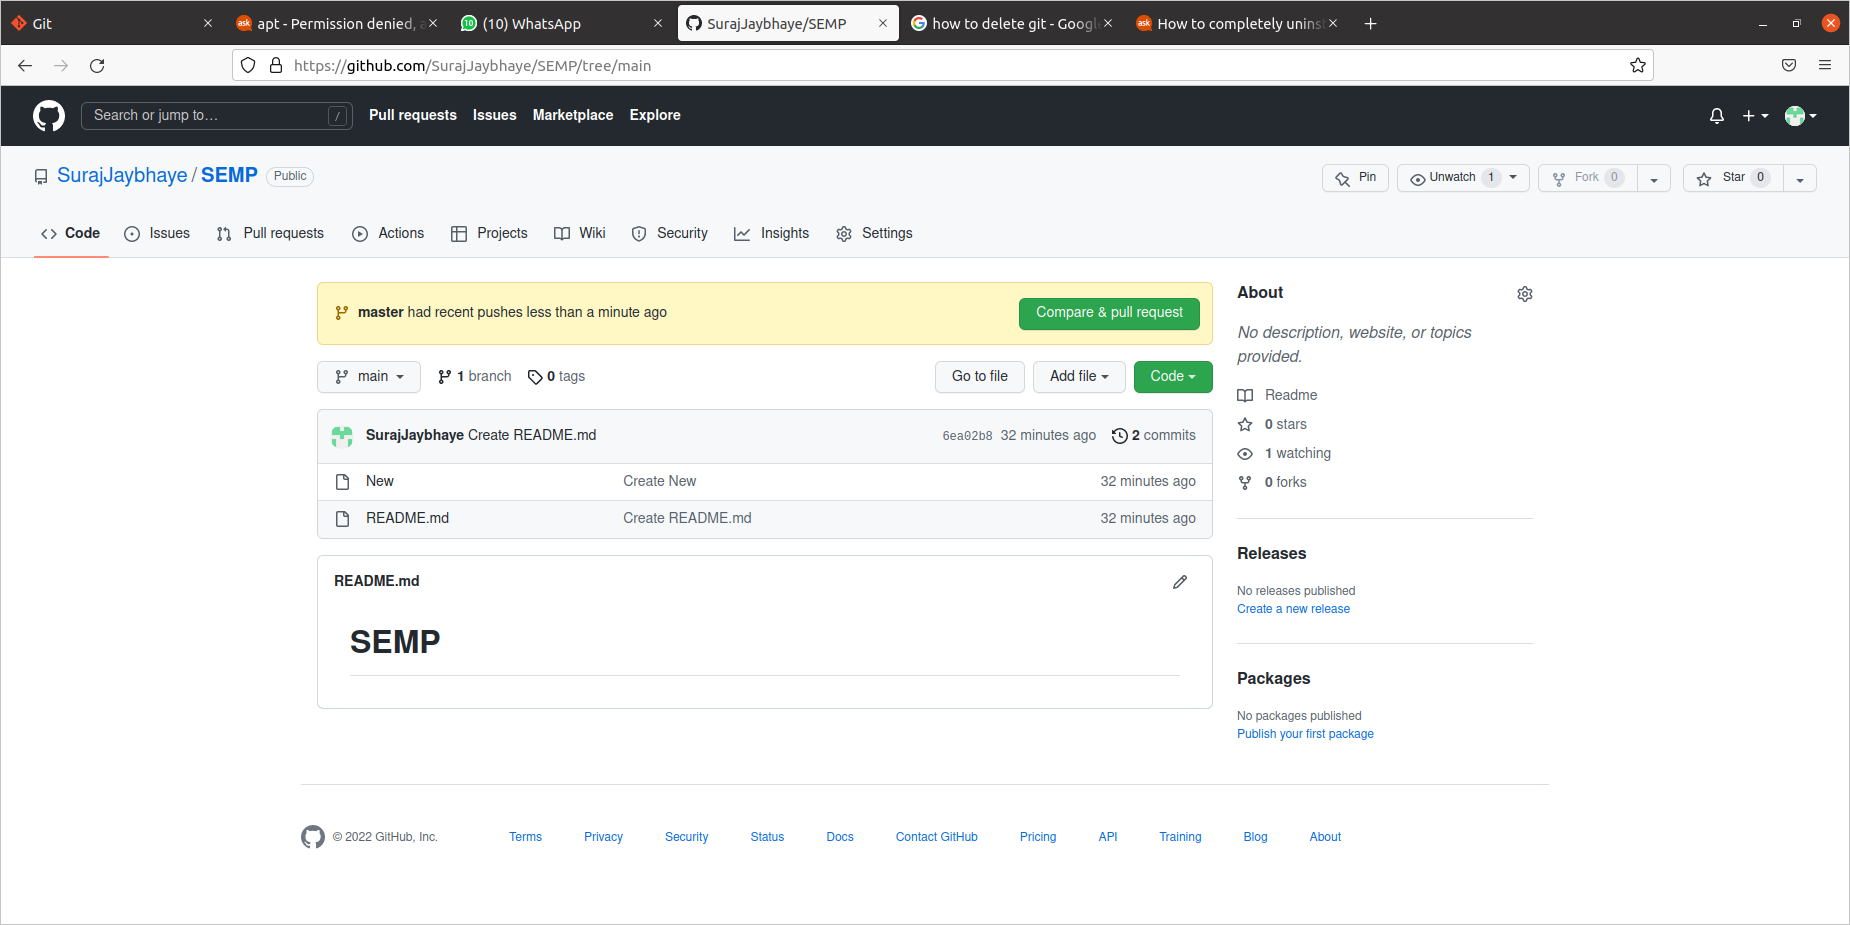 Git
apt - Permission denied, a
(10) WhatsApp
SurajJaybhaye/SEMP
how to delete git - Googl
How to completely unins
https://github.com/SurajJaybhaye/SEMP/tree/main
Search or jump to… /
Pull requests Issues Marketplace Explore
SurajJaybhaye / SEMP Public
Pin
Unwatch 1
Fork 0
Star 0
Code Issues Pull requests Actions Projects Wiki Security Insights Settings
master had recent pushes less than a minute ago
Compare & pull request
main 1 branch 0 tags
Go to file Add file Code
SurajJaybhaye Create README.md 6ea02b8 32 minutes ago 2 commits
New Create New 32 minutes ago
README.md Create README.md 32 minutes ago
README.md
SEMP
About
No description, website, or topics
provided.
Readme
0 stars
1 watching
0 forks
Releases
No releases published
Create a new release
Packages
No packages published
Publish your first package
© 2022 GitHub, Inc. Terms Privacy Security Status Docs Contact GitHub Pricing API Training Blog About